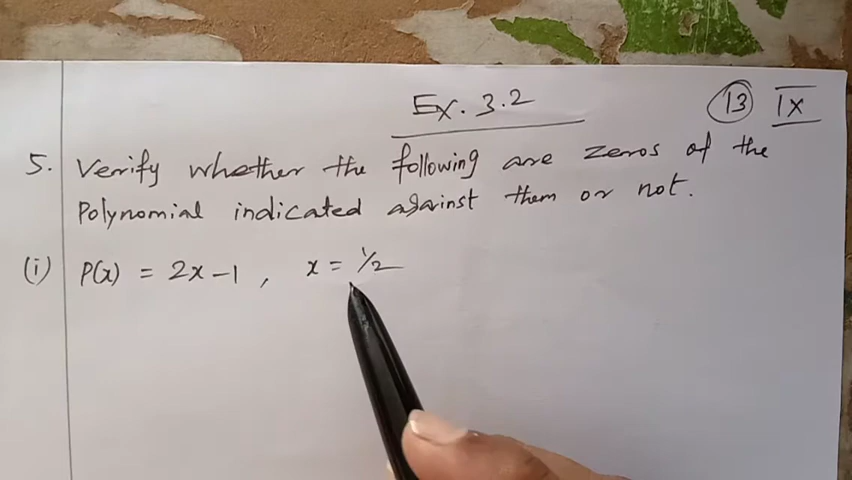 Ex. 3.2
13 IX
5. Verify whether the following are zeros of the
Polynomial indicated against them or not.
(i) P(x) = 2x-1, x = 1/2